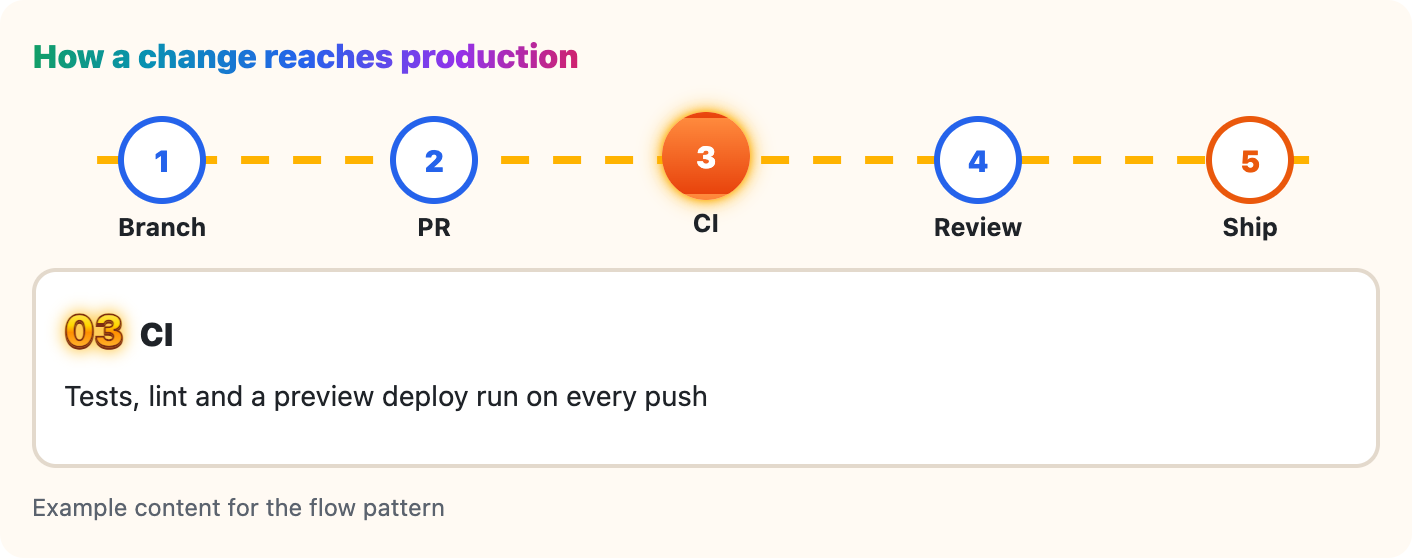 How a change reaches production
1 2 3 4 5
Branch PR CI Review Ship
03 CI
Tests, lint and a preview deploy run on every push
Example content for the flow pattern